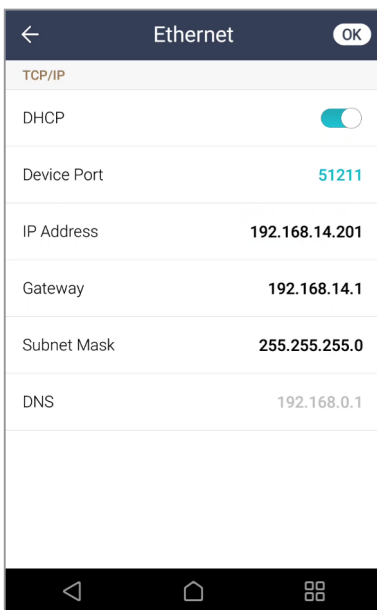 Ethernet OK
TCP/IP
DHCP
Device Port 51211
IP Address 192.168.14.201
Gateway 192.168.14.1
Subnet Mask 255.255.255.0
DNS 192.168.0.1